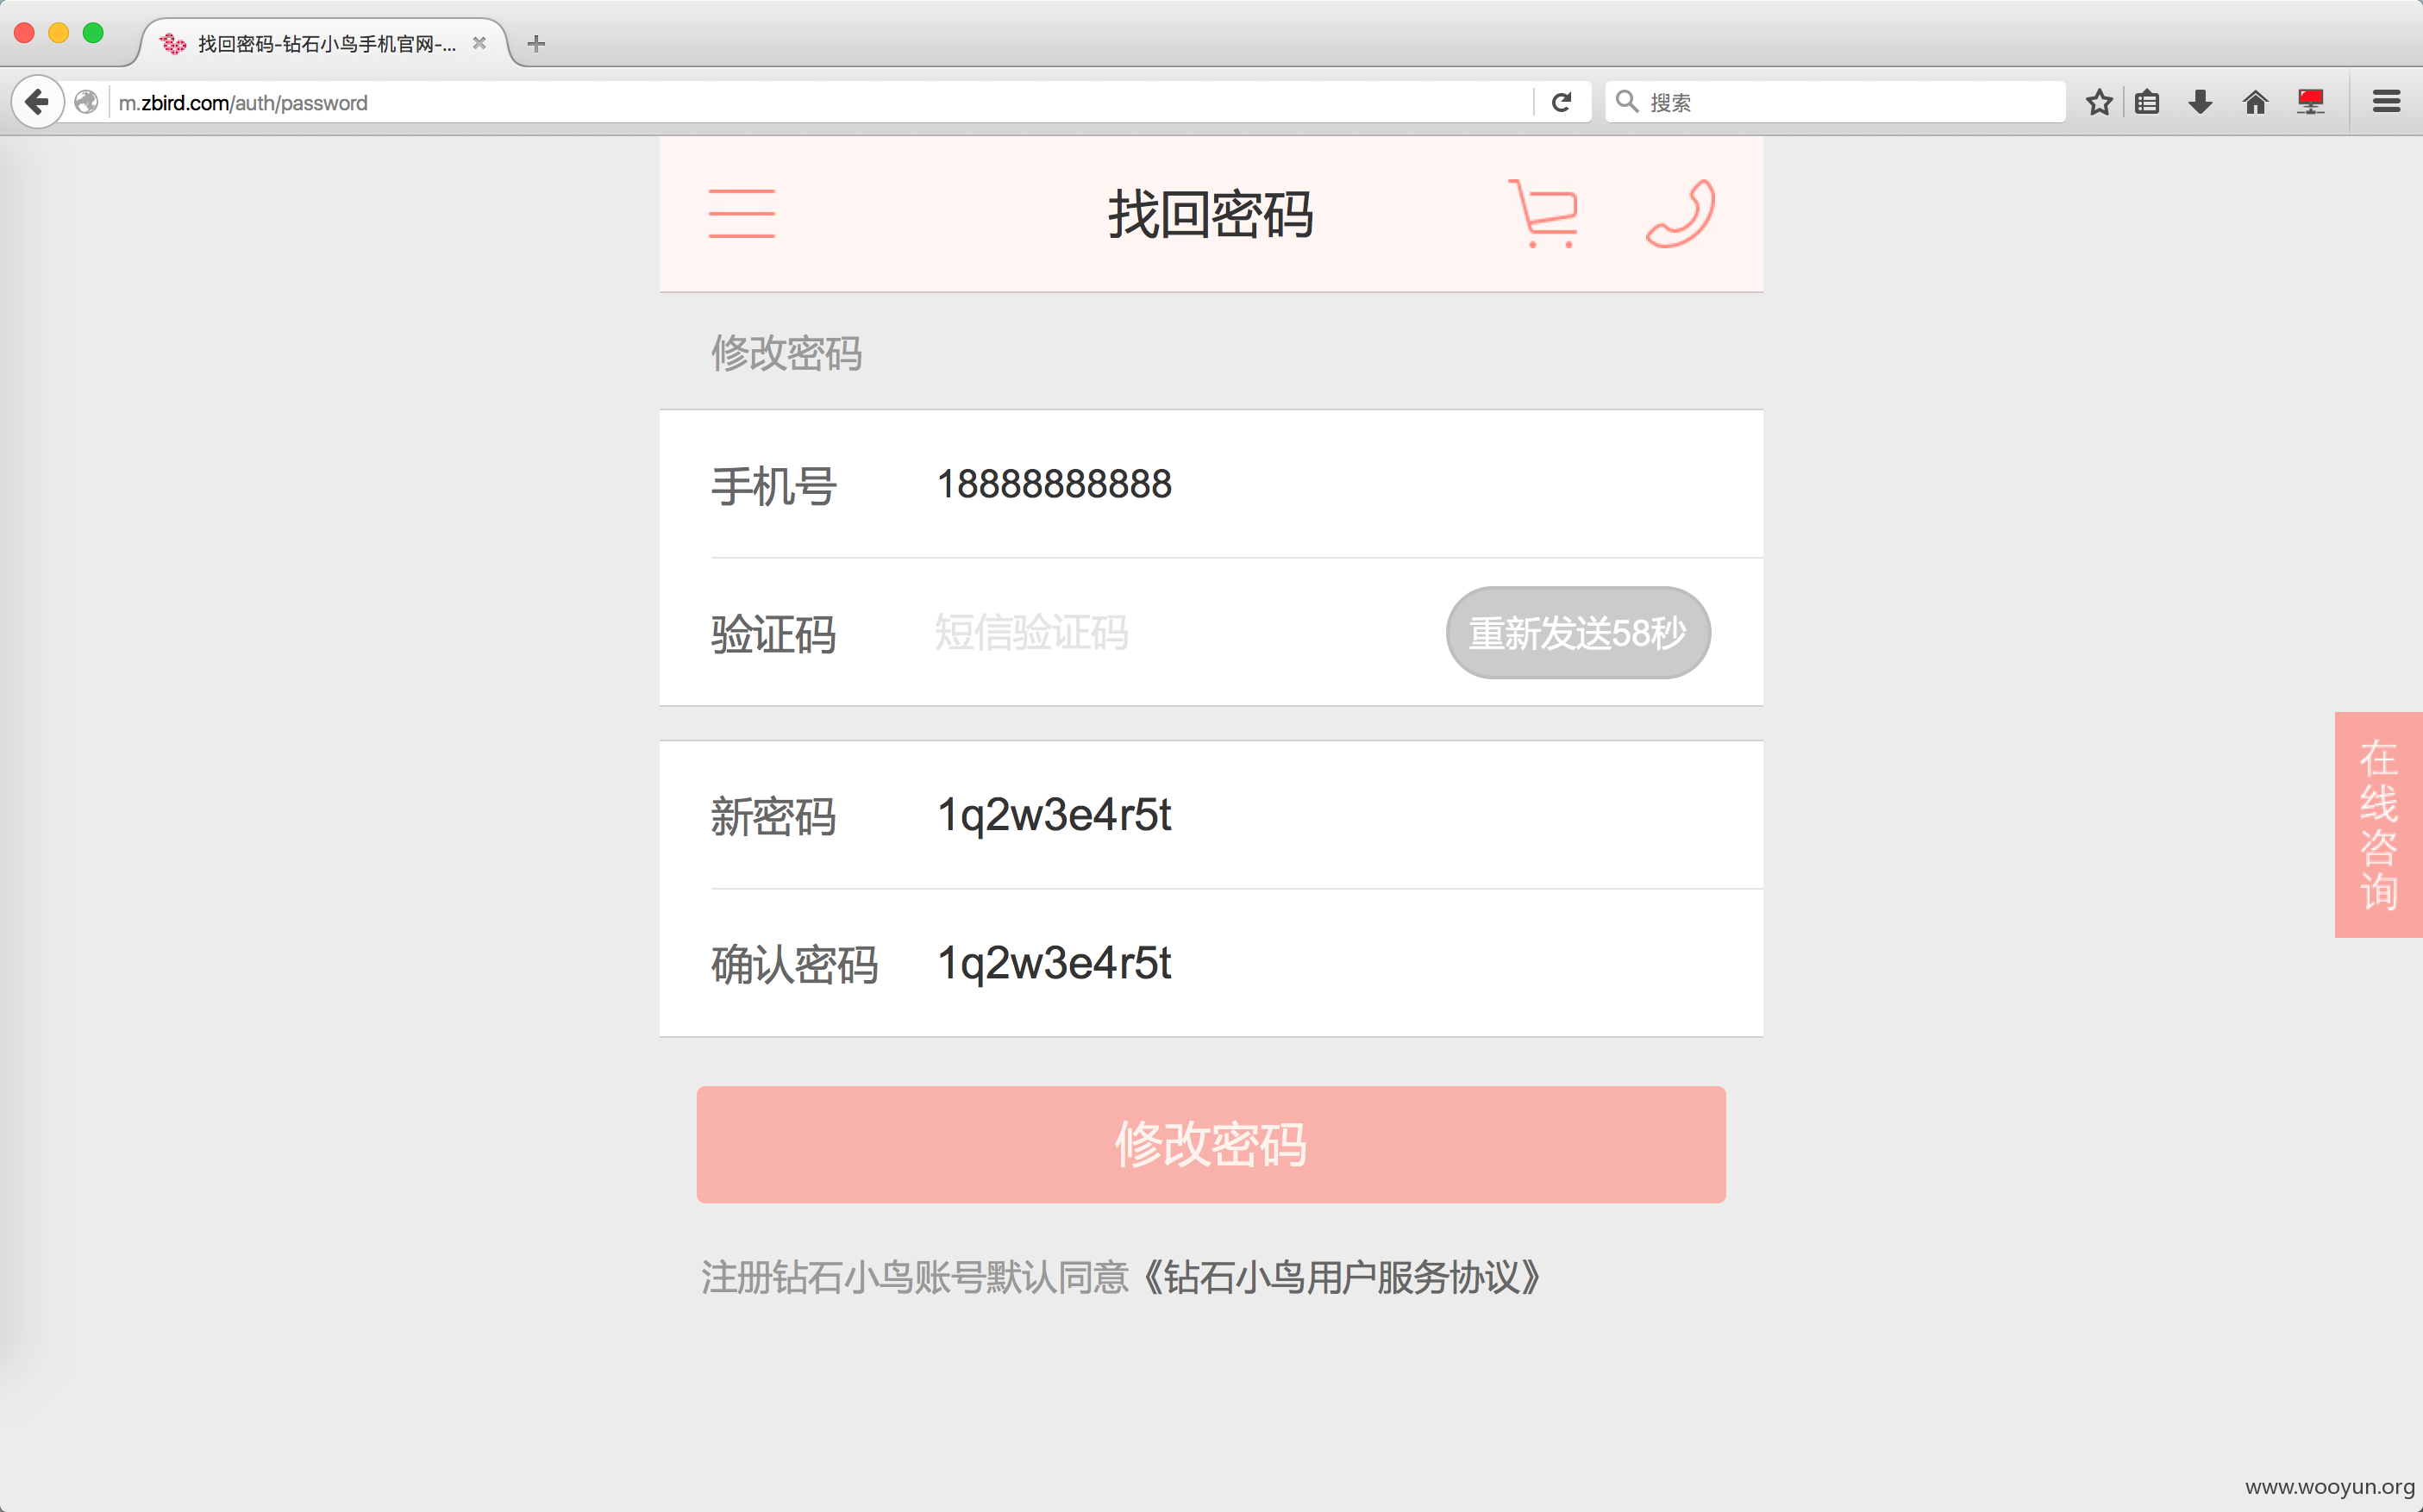 找回密码-钻石小鸟手机官网-...
m.zbird.com/auth/password
搜索
找回密码
修改密码
手机号 18888888888
验证码 短信验证码 重新发送58秒
新密码 1q2w3e4r5t
确认密码 1q2w3e4r5t
修改密码
注册钻石小鸟账号默认同意《钻石小鸟用户服务协议》
在线咨询
www.wooyun.org